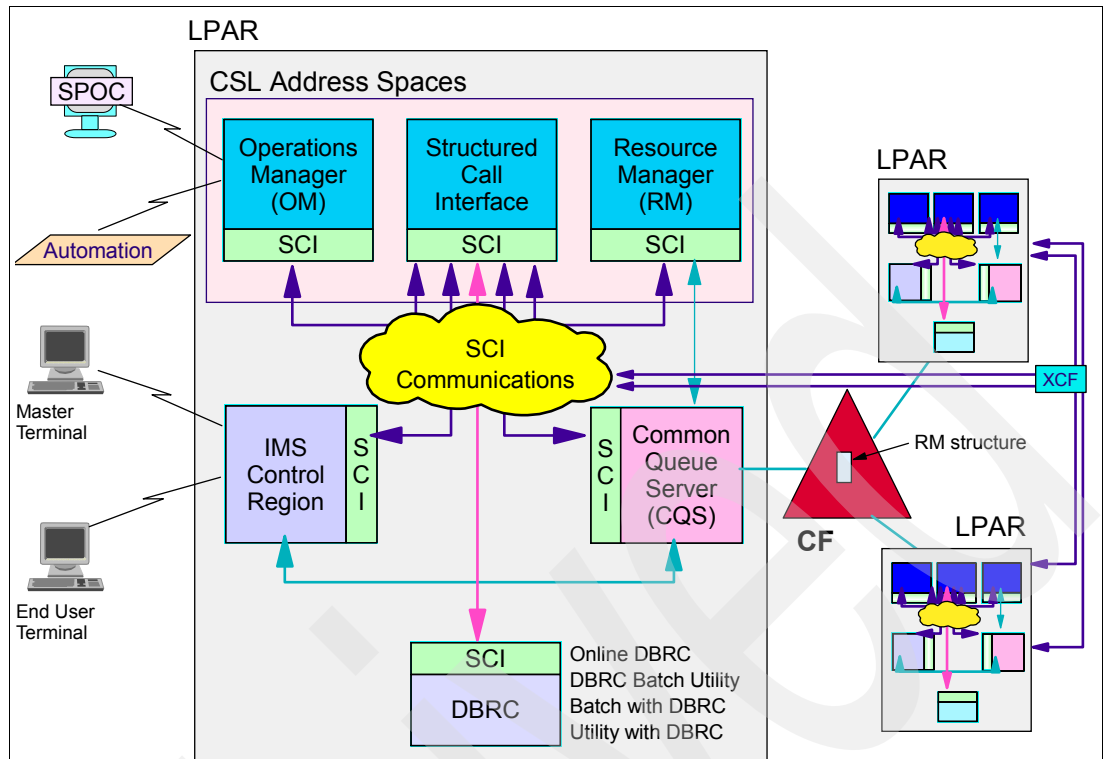 LPAR
CSL Address Spaces
SPOC
Operations
Manager
(OM)
SCI
Structured
Call
Interface
SCI
Resource
Manager
(RM)
SCI
Automation
LPAR
SCI
Communications
XCF
Master
Terminal
IMS
Control
Region
S
C
I
S
C
I
Common
Queue
Server
(CQS)
RM structure
CF
LPAR
End User
Terminal
SCI
DBRC
Online DBRC
DBRC Batch Utility
Batch with DBRC
Utility with DBRC